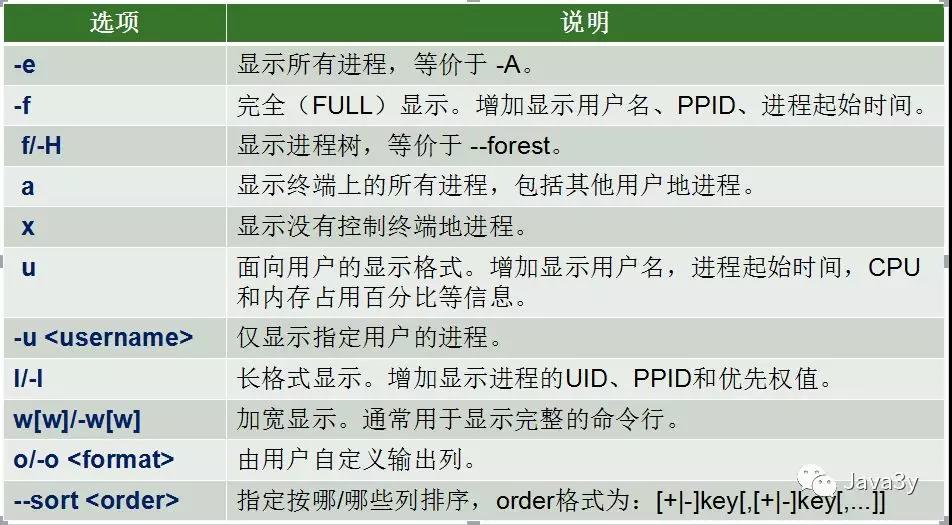 选项 说明
-e 显示所有进程，等价于 -A。
-f 完全（FULL）显示。增加显示用户名、PPID、进程起始时间。
f/-H 显示进程树，等价于 --forest。
a 显示终端上的所有进程，包括其他用户地进程。
x 显示没有控制终端地进程。
u 面向用户的显示格式。增加显示用户名，进程起始时间，CPU
和内存占用百分比等信息。
-u <username> 仅显示指定用户的进程。
l/-l 长格式显示。增加显示进程的UID、PPID和优先权值。
w[w]/-w[w] 加宽显示。通常用于显示完整的命令行。
o/-o <format> 由用户自定义输出列。
--sort <order> 指定按哪/哪些列排序，order格式为：[+|-]key[,[+|-]key[,...]]
Java3y